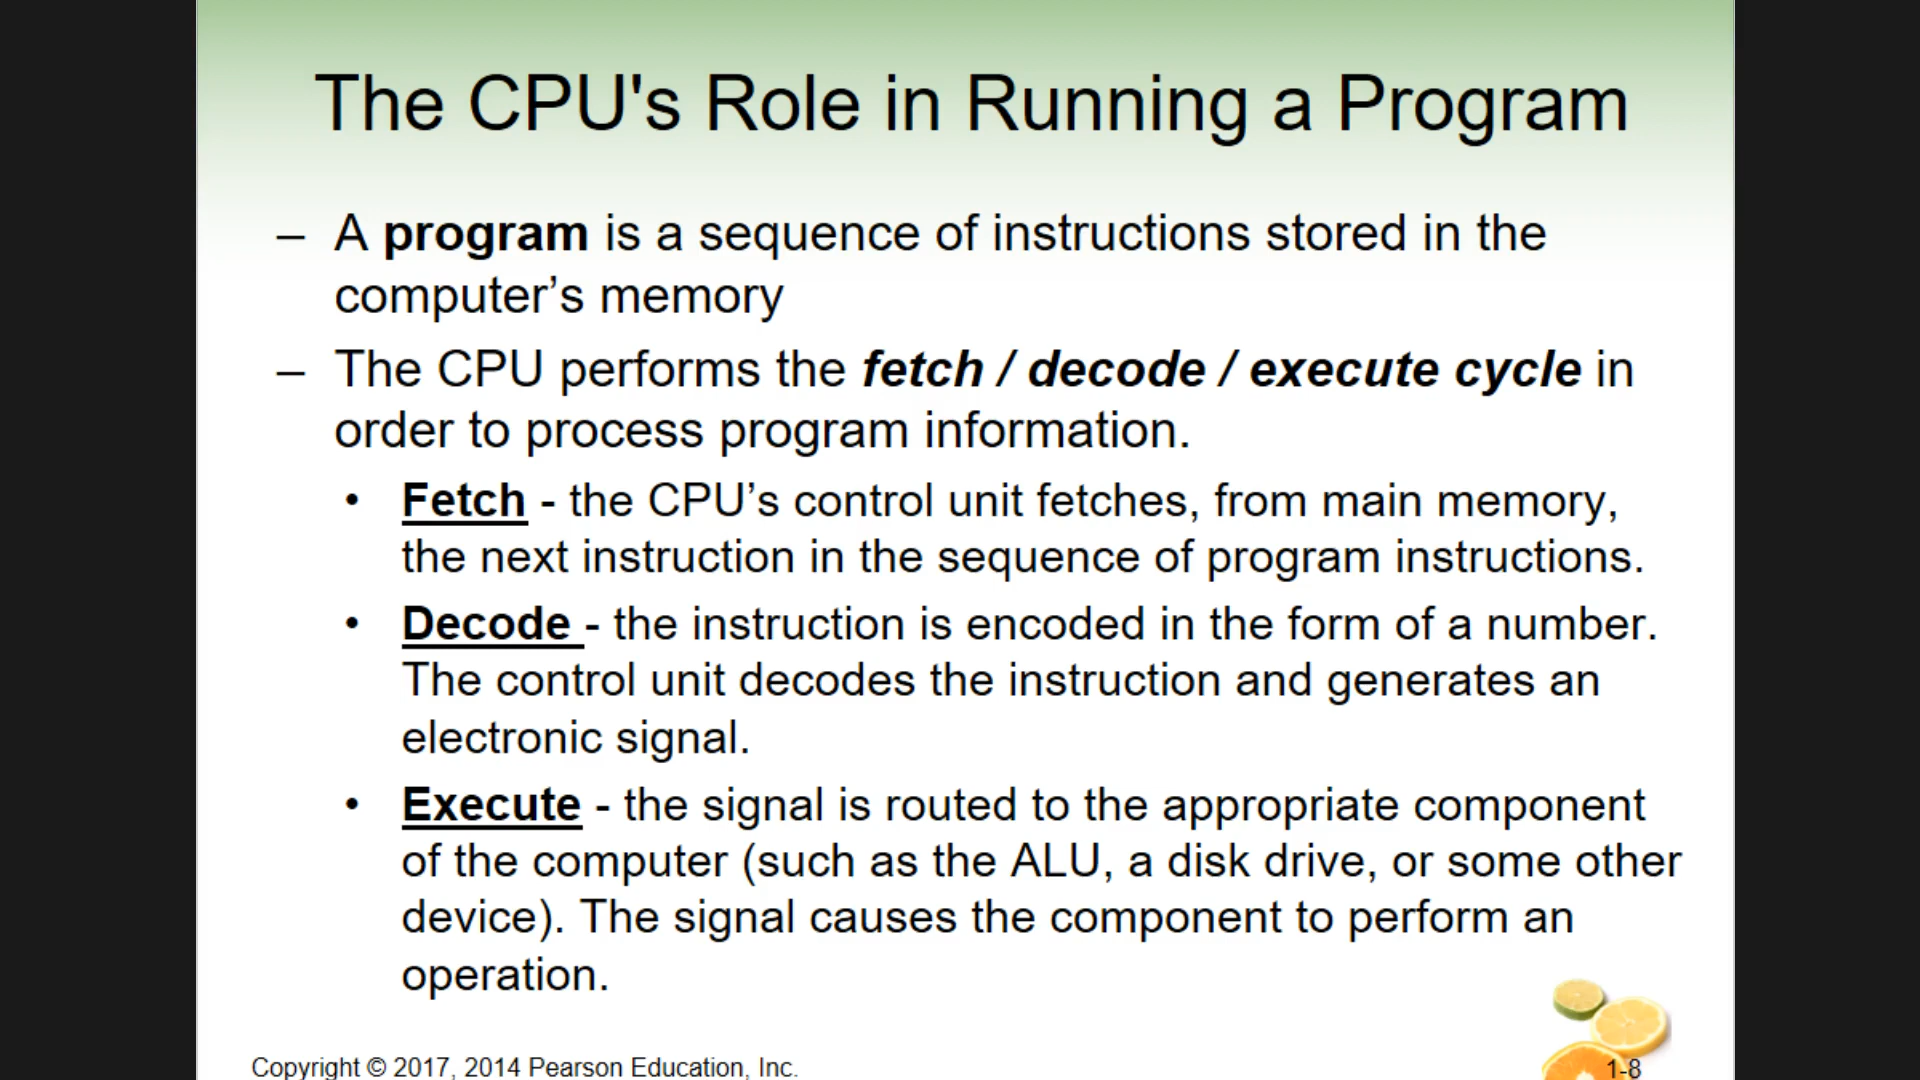 The CPU's Role in Running a Program
– A program is a sequence of instructions stored in the
computer’s memory
– The CPU performs the fetch / decode / execute cycle in
order to process program information.
• Fetch - the CPU’s control unit fetches, from main memory,
the next instruction in the sequence of program instructions.
• Decode - the instruction is encoded in the form of a number.
The control unit decodes the instruction and generates an
electronic signal.
• Execute - the signal is routed to the appropriate component
of the computer (such as the ALU, a disk drive, or some other
device). The signal causes the component to perform an
operation.
Copyright © 2017, 2014 Pearson Education, Inc.
1-8